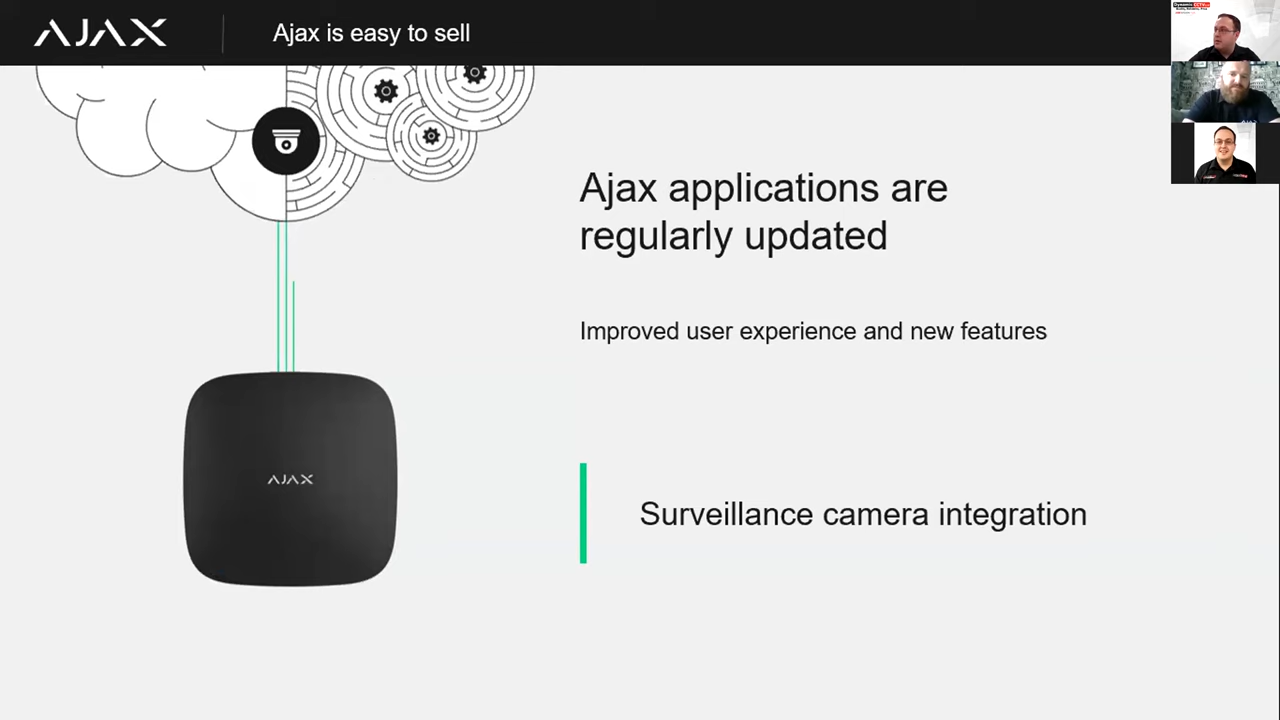 AJAX
Ajax is easy to sell
Ajax applications are
regularly updated
Improved user experience and new features
AJAX
Surveillance camera integration